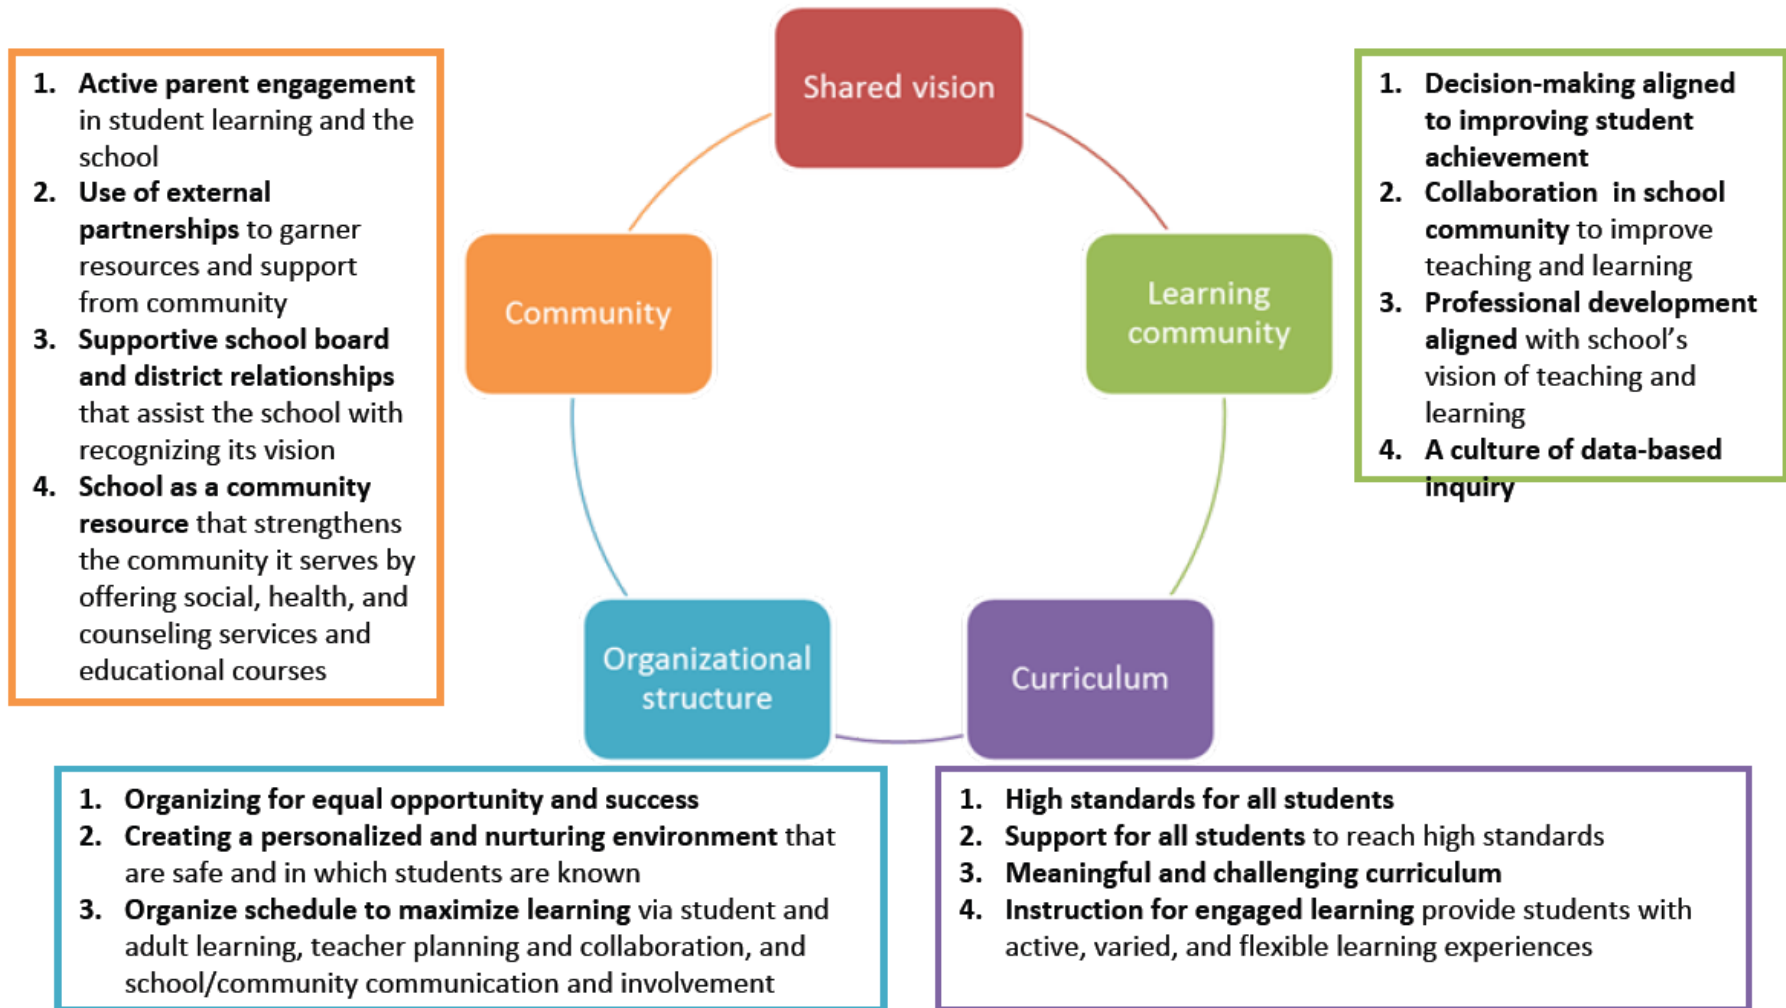 Shared vision
1. Active parent engagement
in student learning and the
school
2. Use of external
partnerships to garner
resources and support
from community
3. Supportive school board
and district relationships
that assist the school with
recognizing its vision
4. School as a community
resource that strengthens
the community it serves by
offering social, health, and
counseling services and
educational courses
Community
Learning
community
1. Decision-making aligned
to improving student
achievement
2. Collaboration in school
community to improve
teaching and learning
3. Professional development
aligned with school’s
vision of teaching and
learning
4. A culture of data-based
inquiry
Organizational
structure
Curriculum
1. Organizing for equal opportunity and success
2. Creating a personalized and nurturing environment that
are safe and in which students are known
3. Organize schedule to maximize learning via student and
adult learning, teacher planning and collaboration, and
school/community communication and involvement
1. High standards for all students
2. Support for all students to reach high standards
3. Meaningful and challenging curriculum
4. Instruction for engaged learning provide students with
active, varied, and flexible learning experiences